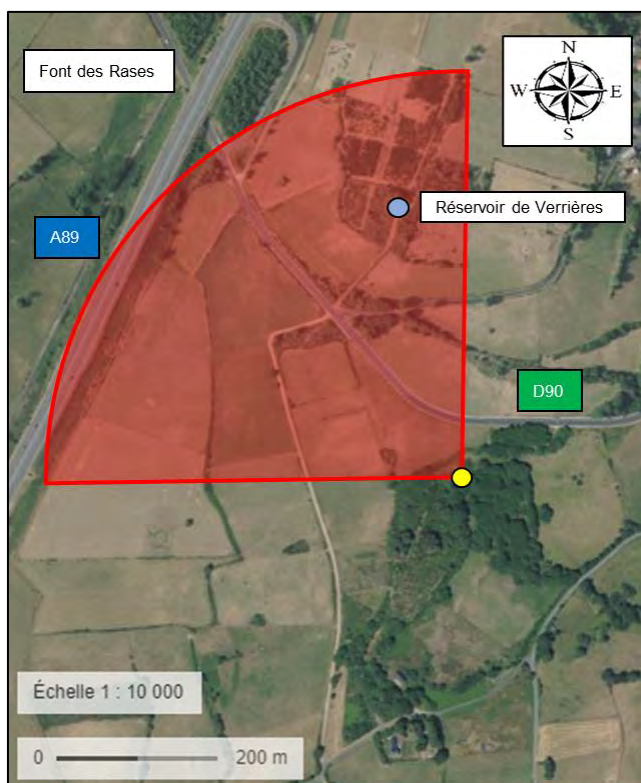 Font des Rases
N
W E
S
Réservoir de Verrières
A89
D90
Échelle 1 : 10 000
0 200 m